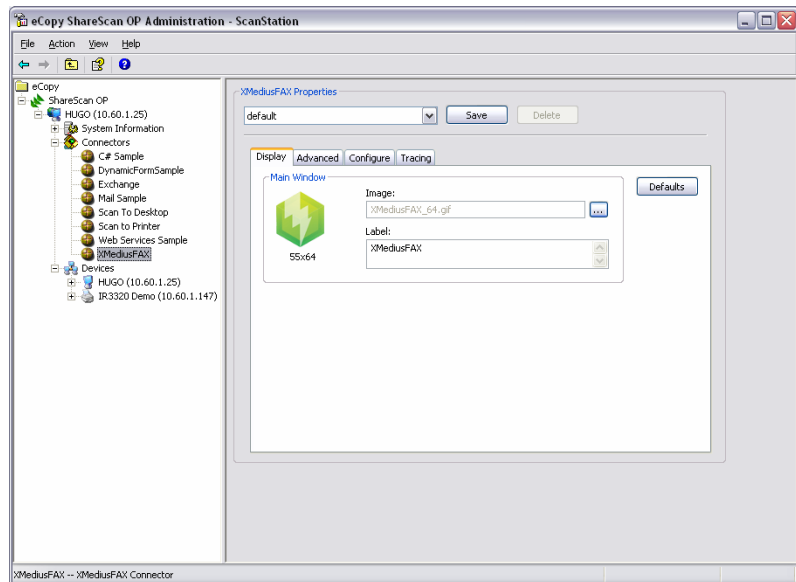 eCopy ShareScan OP Administration - ScanStation
File Action View Help
eCopy
ShareScan OP
HUGO (10.60.1.25)
System Information
Connectors
C# Sample
DynamicFormSample
Exchange
Mail Sample
Scan To Desktop
Scan to Printer
Web Services Sample
XMediusFAX
Devices
HUGO (10.60.1.25)
IR3320 Demo (10.60.1.147)
XMediusFAX Properties
default Save Delete
Display Advanced Configure Tracing
Main Window
Defaults
Image:
XMediusFAX_64.gif ...
Label:
XMediusFAX
55x64
XMediusFAX -- XMediusFAX Connector